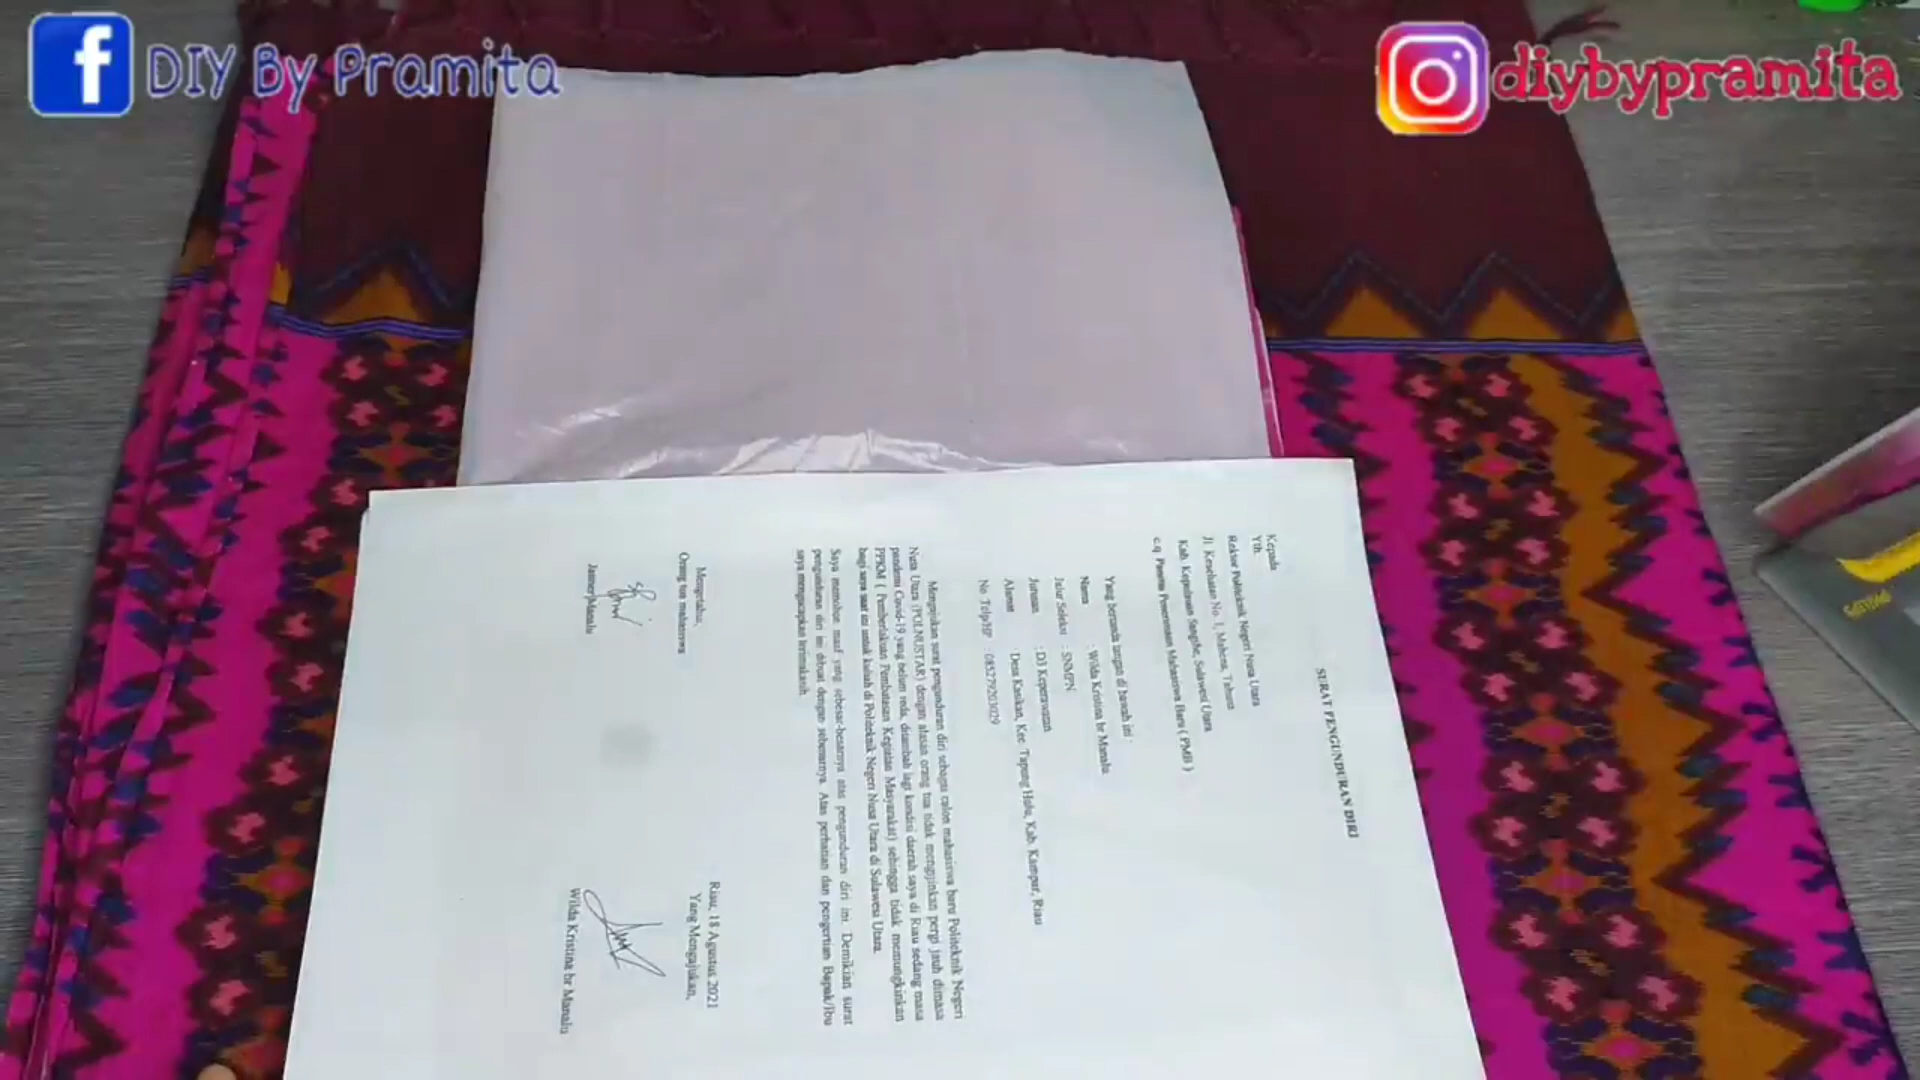 DIY By Pramita
diybypramita
SURAT PENGUNDURAN DIRI
Kepada
Yth.
Rektor Politeknik Negeri Nusa Utara
Jl. Kesehatan No. 1, Mahena, Tahuna
Kab. Kepulauan Sangihe, Sulawesi Utara
c.q Panitia Penerimaan Mahasiswa Baru ( PMB )
Yang bertanda tangan di bawah ini :
Nama : Wilda Kristina br Manalu
Jalur Seleksi : SNMPN
Jurusan : D3 Keperawatan
Alamat : Desa Kasikan, Kec. Tapung Hulu, Kab. Kampar, Riau
No. Telp/HP : 085279203029
Mengajukan surat pengunduran diri sebagai calon mahasiswa baru Politeknik Negeri
Nusa Utara (POLNUSTAR) dengan alasan orang tua tidak mengijinkan pergi jauh dimasa
pandemi Covid-19 yang belum reda, ditambah lagi kondisi daerah saya di Riau sedang masa
PPKM ( Pemberlakuan Pembatasan Kegiatan Masyarakat) sehingga tidak memungkinkan
bagi saya saat ini untuk kuliah di Politeknik Negeri Nusa Utara di Sulawesi Utara.
Saya memohon maaf yang sebesar-besarnya atas pengunduran diri ini. Demikian surat
pengunduran diri ini dibuat dengan sebenarnya. Atas perhatian dan pengertian Bapak/Ibu
saya mengucapkan terimakasih.
Riau, 18 Agustus 2021
Mengetahui,
Yang Mengajukan,
Orang tua mahasiswa
Manalu
Wilda Kristina br Manalu